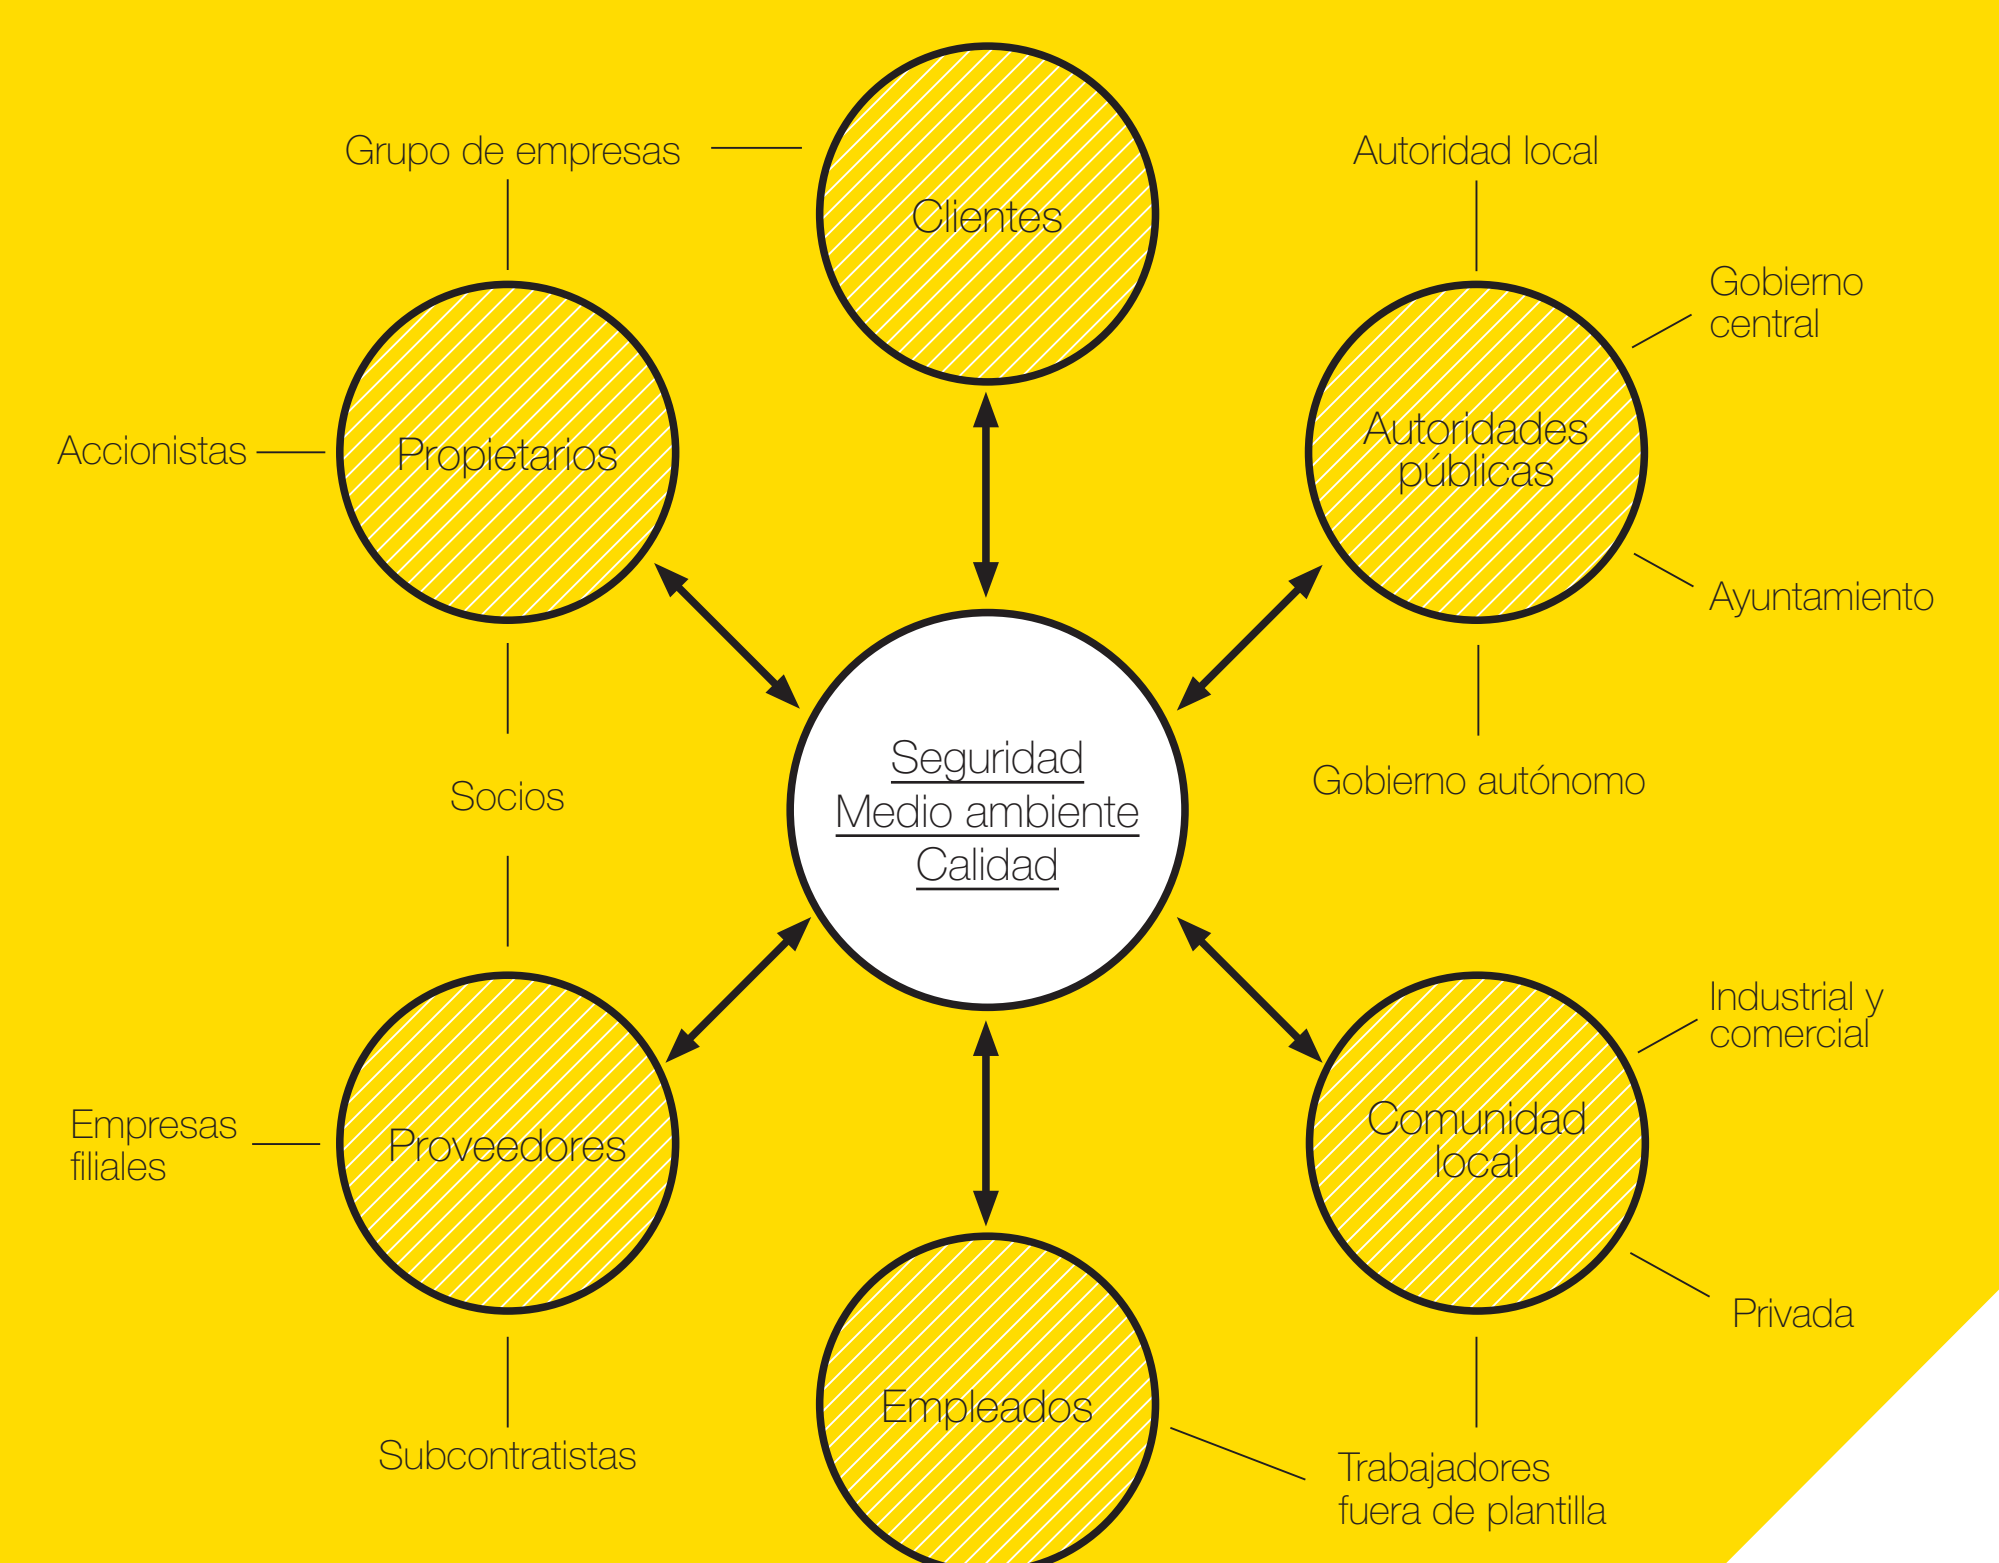 Grupo de empresas
Clientes
Autoridad local
Gobierno
central
Accionistas
Propietarios
Autoridades
públicas
Ayuntamiento
Socios
Seguridad
Medio ambiente
Calidad
Gobierno autónomo
Industrial y
comercial
Empresas
filiales
Proveedores
Comunidad
local
Privada
Empleados
Subcontratistas
Trabajadores
fuera de plantilla